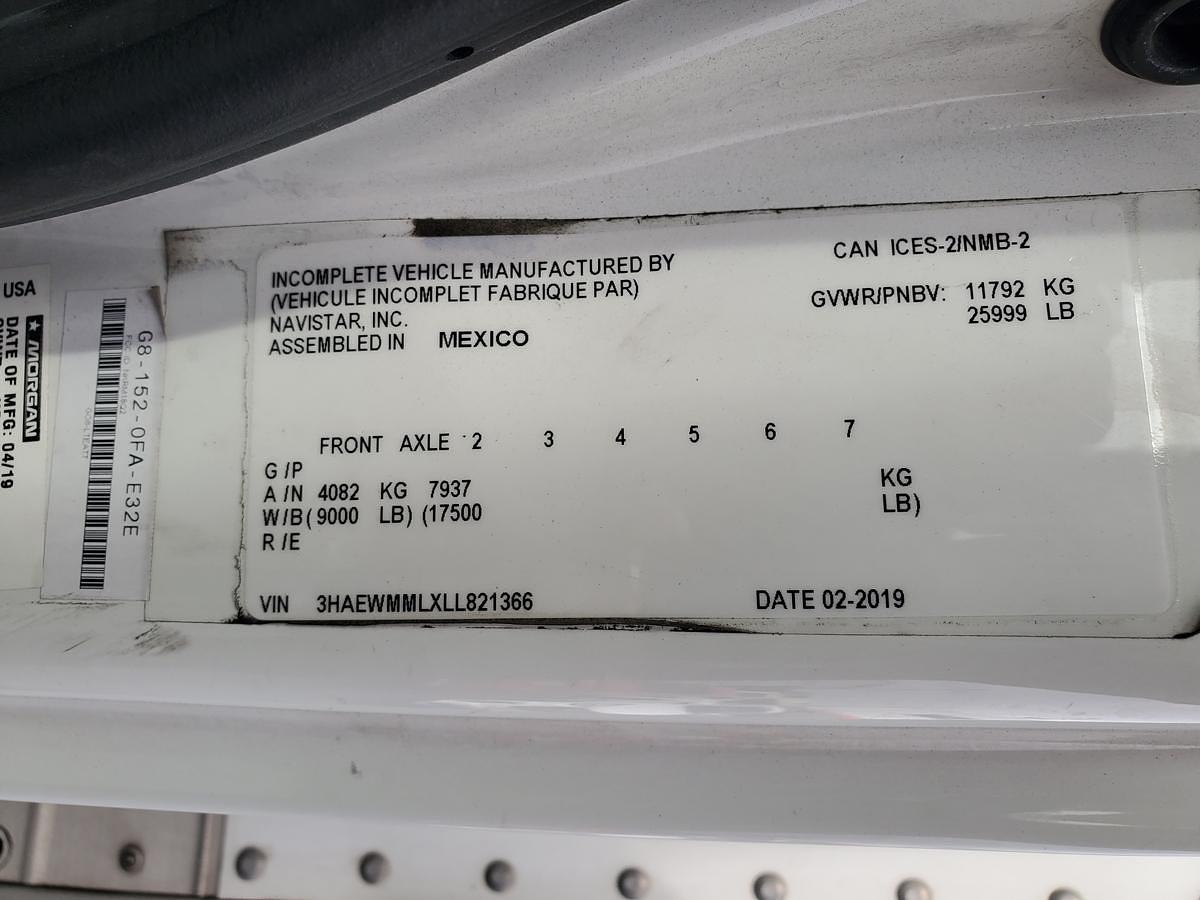 INCOMPLETE VEHICLE MANUFACTURED BY
(VEHICULE INCOMPLET FABRIQUE PAR)
NAVISTAR, INC.
ASSEMBLED IN MEXICO
CAN ICES-2/NMB-2
GVWR/PNBV: 11792 KG
25999 LB
FRONT AXLE 2 3 4 5 6 7
G /P
A /N 4082 KG 7937 KG
W/B (9000 LB) (17500 LB)
R /E
VIN 3HAEWMMLXLL821366 DATE 02-2019
G8-152-0FA-E32E
USA
MORGAN
DATE OF MFG: 04/19